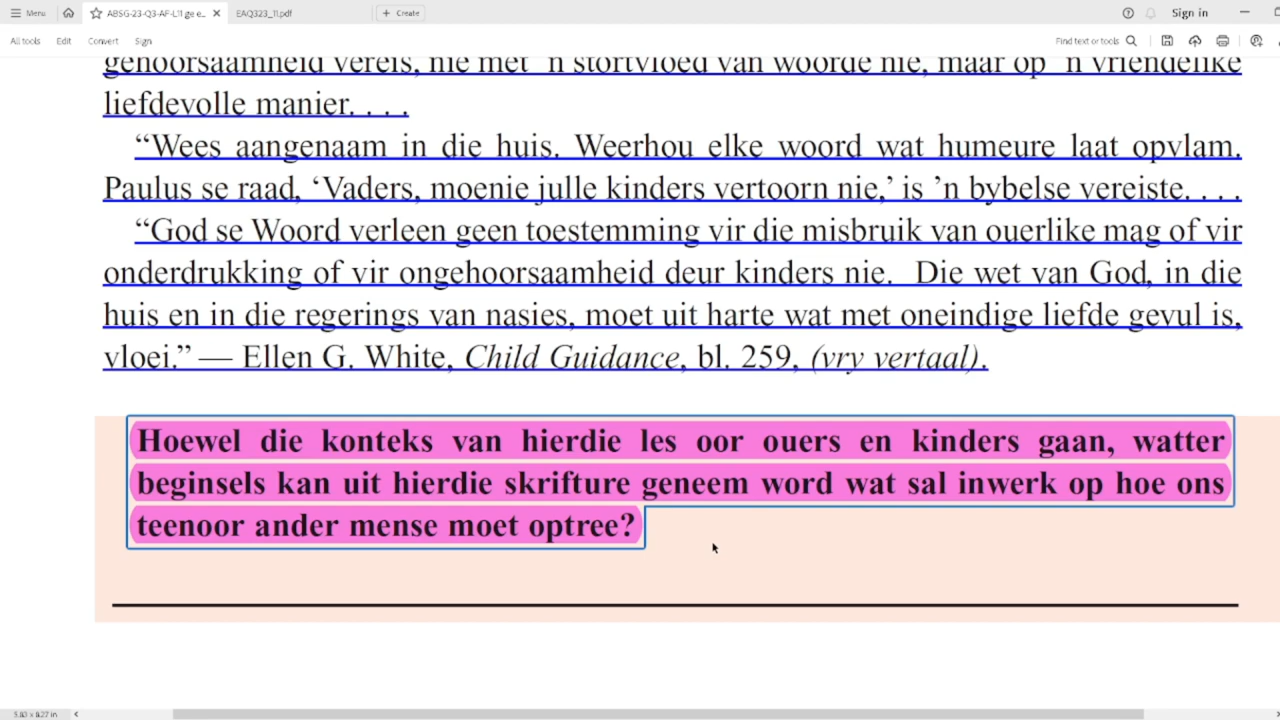 Menu
ABSG-23-Q3-AF-L11 ge e...
EAQ323_11.pdf
Create
Sign in
All tools Edit Convert Sign
Find text or tools
gehoorsaamheid vereis, nie met 'n stortvloed van woorde nie, maar op 'n vriendelike
liefdevolle manier. . . .
“Wees aangenaam in die huis. Weerhou elke woord wat humeure laat opvlam.
Paulus se raad, ‘Vaders, moenie julle kinders vertoorn nie,’ is ’n bybelse vereiste. . . .
“God se Woord verleen geen toestemming vir die misbruik van ouerlike mag of vir
onderdrukking of vir ongehoorsaamheid deur kinders nie. Die wet van God, in die
huis en in die regerings van nasies, moet uit harte wat met oneindige liefde gevul is,
vloei.” — Ellen G. White, Child Guidance, bl. 259, (vry vertaal).
Hoewel die konteks van hierdie les oor ouers en kinders gaan, watter
beginsels kan uit hierdie skrifture geneem word wat sal inwerk op hoe ons
teenoor ander mense moet optree?
5.83 x 8.27 in